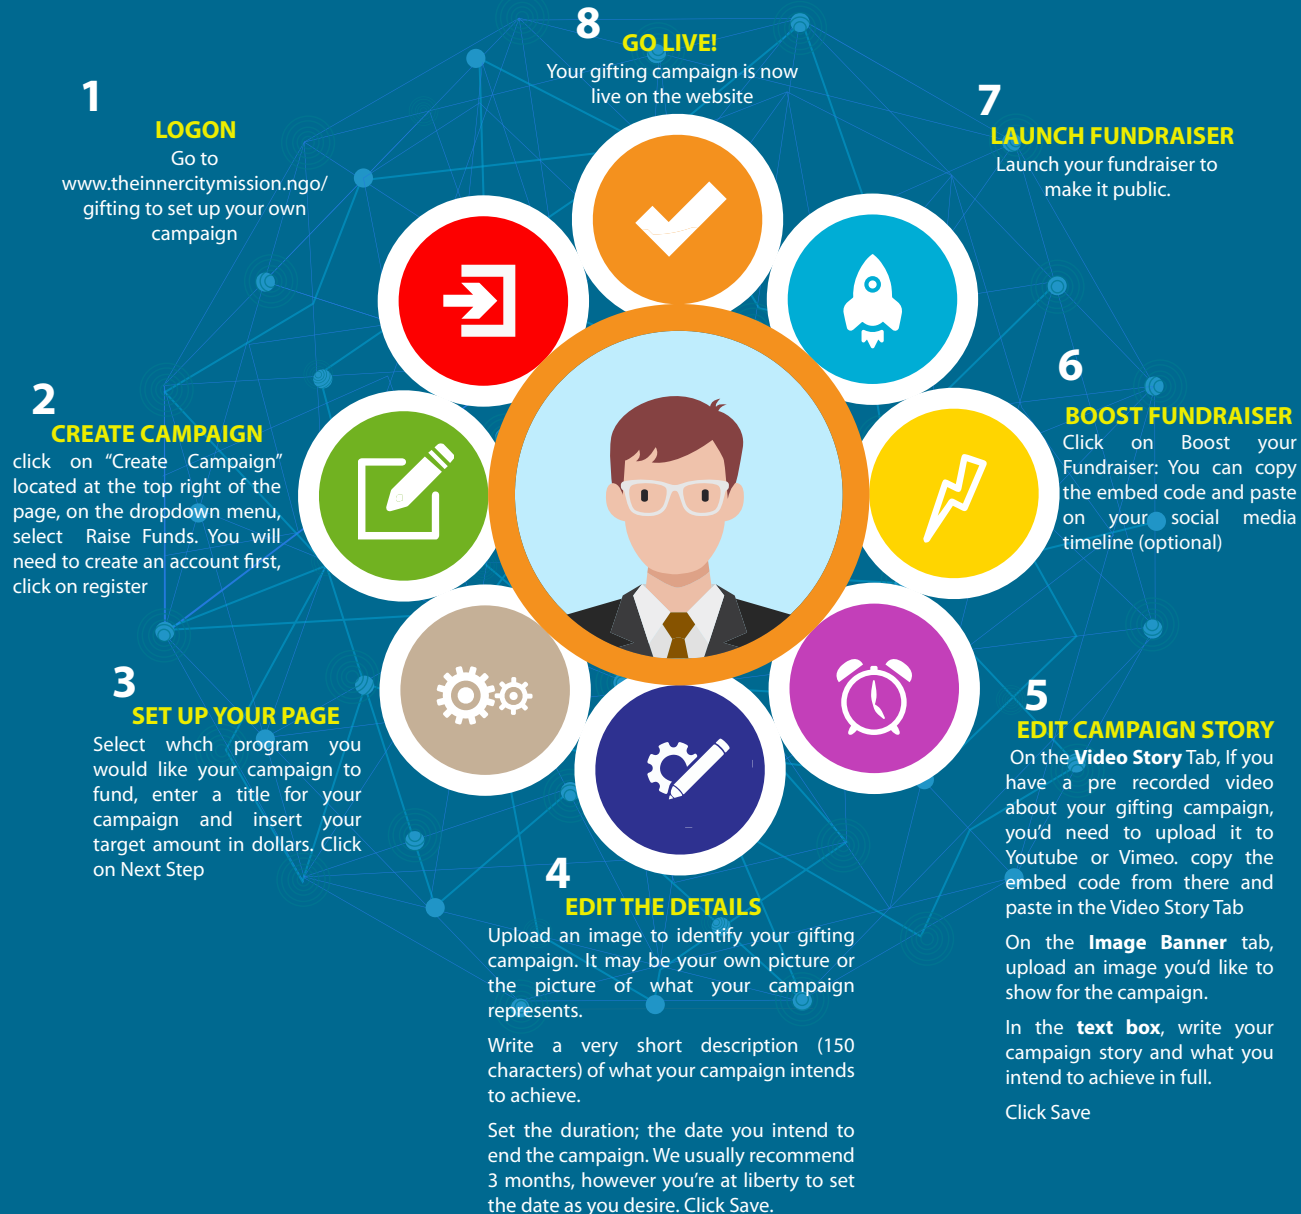 1
LOGON
Go to
www.theinnercitymission.ngo/
gifting to set up your own
campaign
2
CREATE CAMPAIGN
click on “Create Campaign”
located at the top right of the
page, on the dropdown menu,
select Raise Funds. You will
need to create an account first,
click on register
3
SET UP YOUR PAGE
Select whch program you
would like your campaign to
fund, enter a title for your
campaign and insert your
target amount in dollars. Click
on Next Step
4
EDIT THE DETAILS
Upload an image to identify your gifting
campaign. It may be your own picture or
the picture of what your campaign
represents.
Write a very short description (150
characters) of what your campaign intends
to achieve.
Set the duration; the date you intend to
end the campaign. We usually recommend
3 months, however you’re at liberty to set
the date as you desire. Click Save.
5
EDIT CAMPAIGN STORY
On the Video Story Tab, If you
have a pre recorded video
about your gifting campaign,
you’d need to upload it to
Youtube or Vimeo. copy the
embed code from there and
paste in the Video Story Tab
On the Image Banner tab,
upload an image you’d like to
show for the campaign.
In the text box, write your
campaign story and what you
intend to achieve in full.
Click Save
6
BOOST FUNDRAISER
Click on Boost your
Fundraiser: You can copy
the embed code and paste
on your social media
timeline (optional)
7
LAUNCH FUNDRAISER
Launch your fundraiser to
make it public.
8
GO LIVE!
Your gifting campaign is now
live on the website